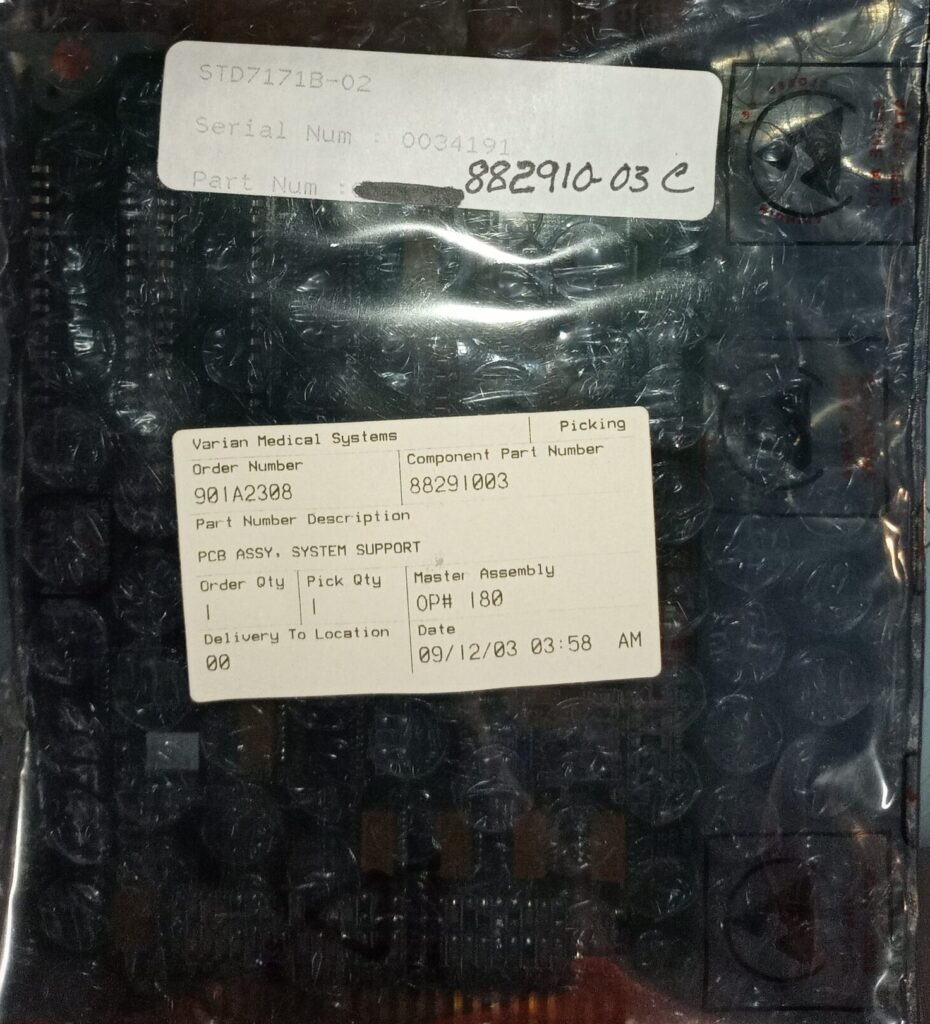 STD7171B-02
Serial Num : 0034191
Part Num : 882910-03 C
Varian Medical Systems Picking
Order Number Component Part Number
901A2308 88291003
Part Number Description
PCB ASSY, SYSTEM SUPPORT
Order Qty Pick Qty Master Assembly
1 1 OP# 180
Delivery To Location Date
00 09/12/03 03:58 AM